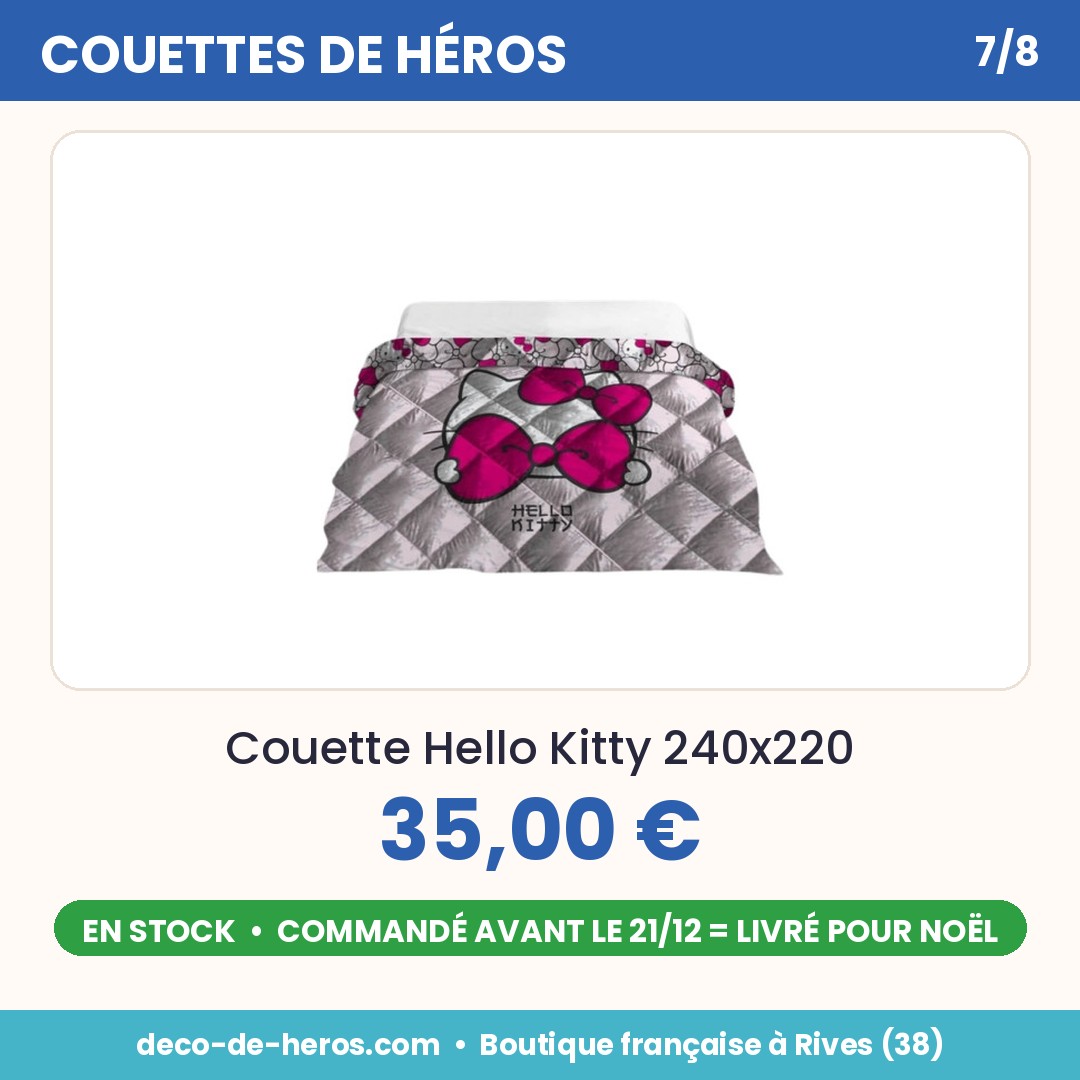 COUETTES DE HÉROS
7/8
HELLO
KITTY
Couette Hello Kitty 240x220
35,00 €
EN STOCK • COMMANDÉ AVANT LE 21/12 = LIVRÉ POUR NOËL
deco-de-heros.com • Boutique française à Rives (38)